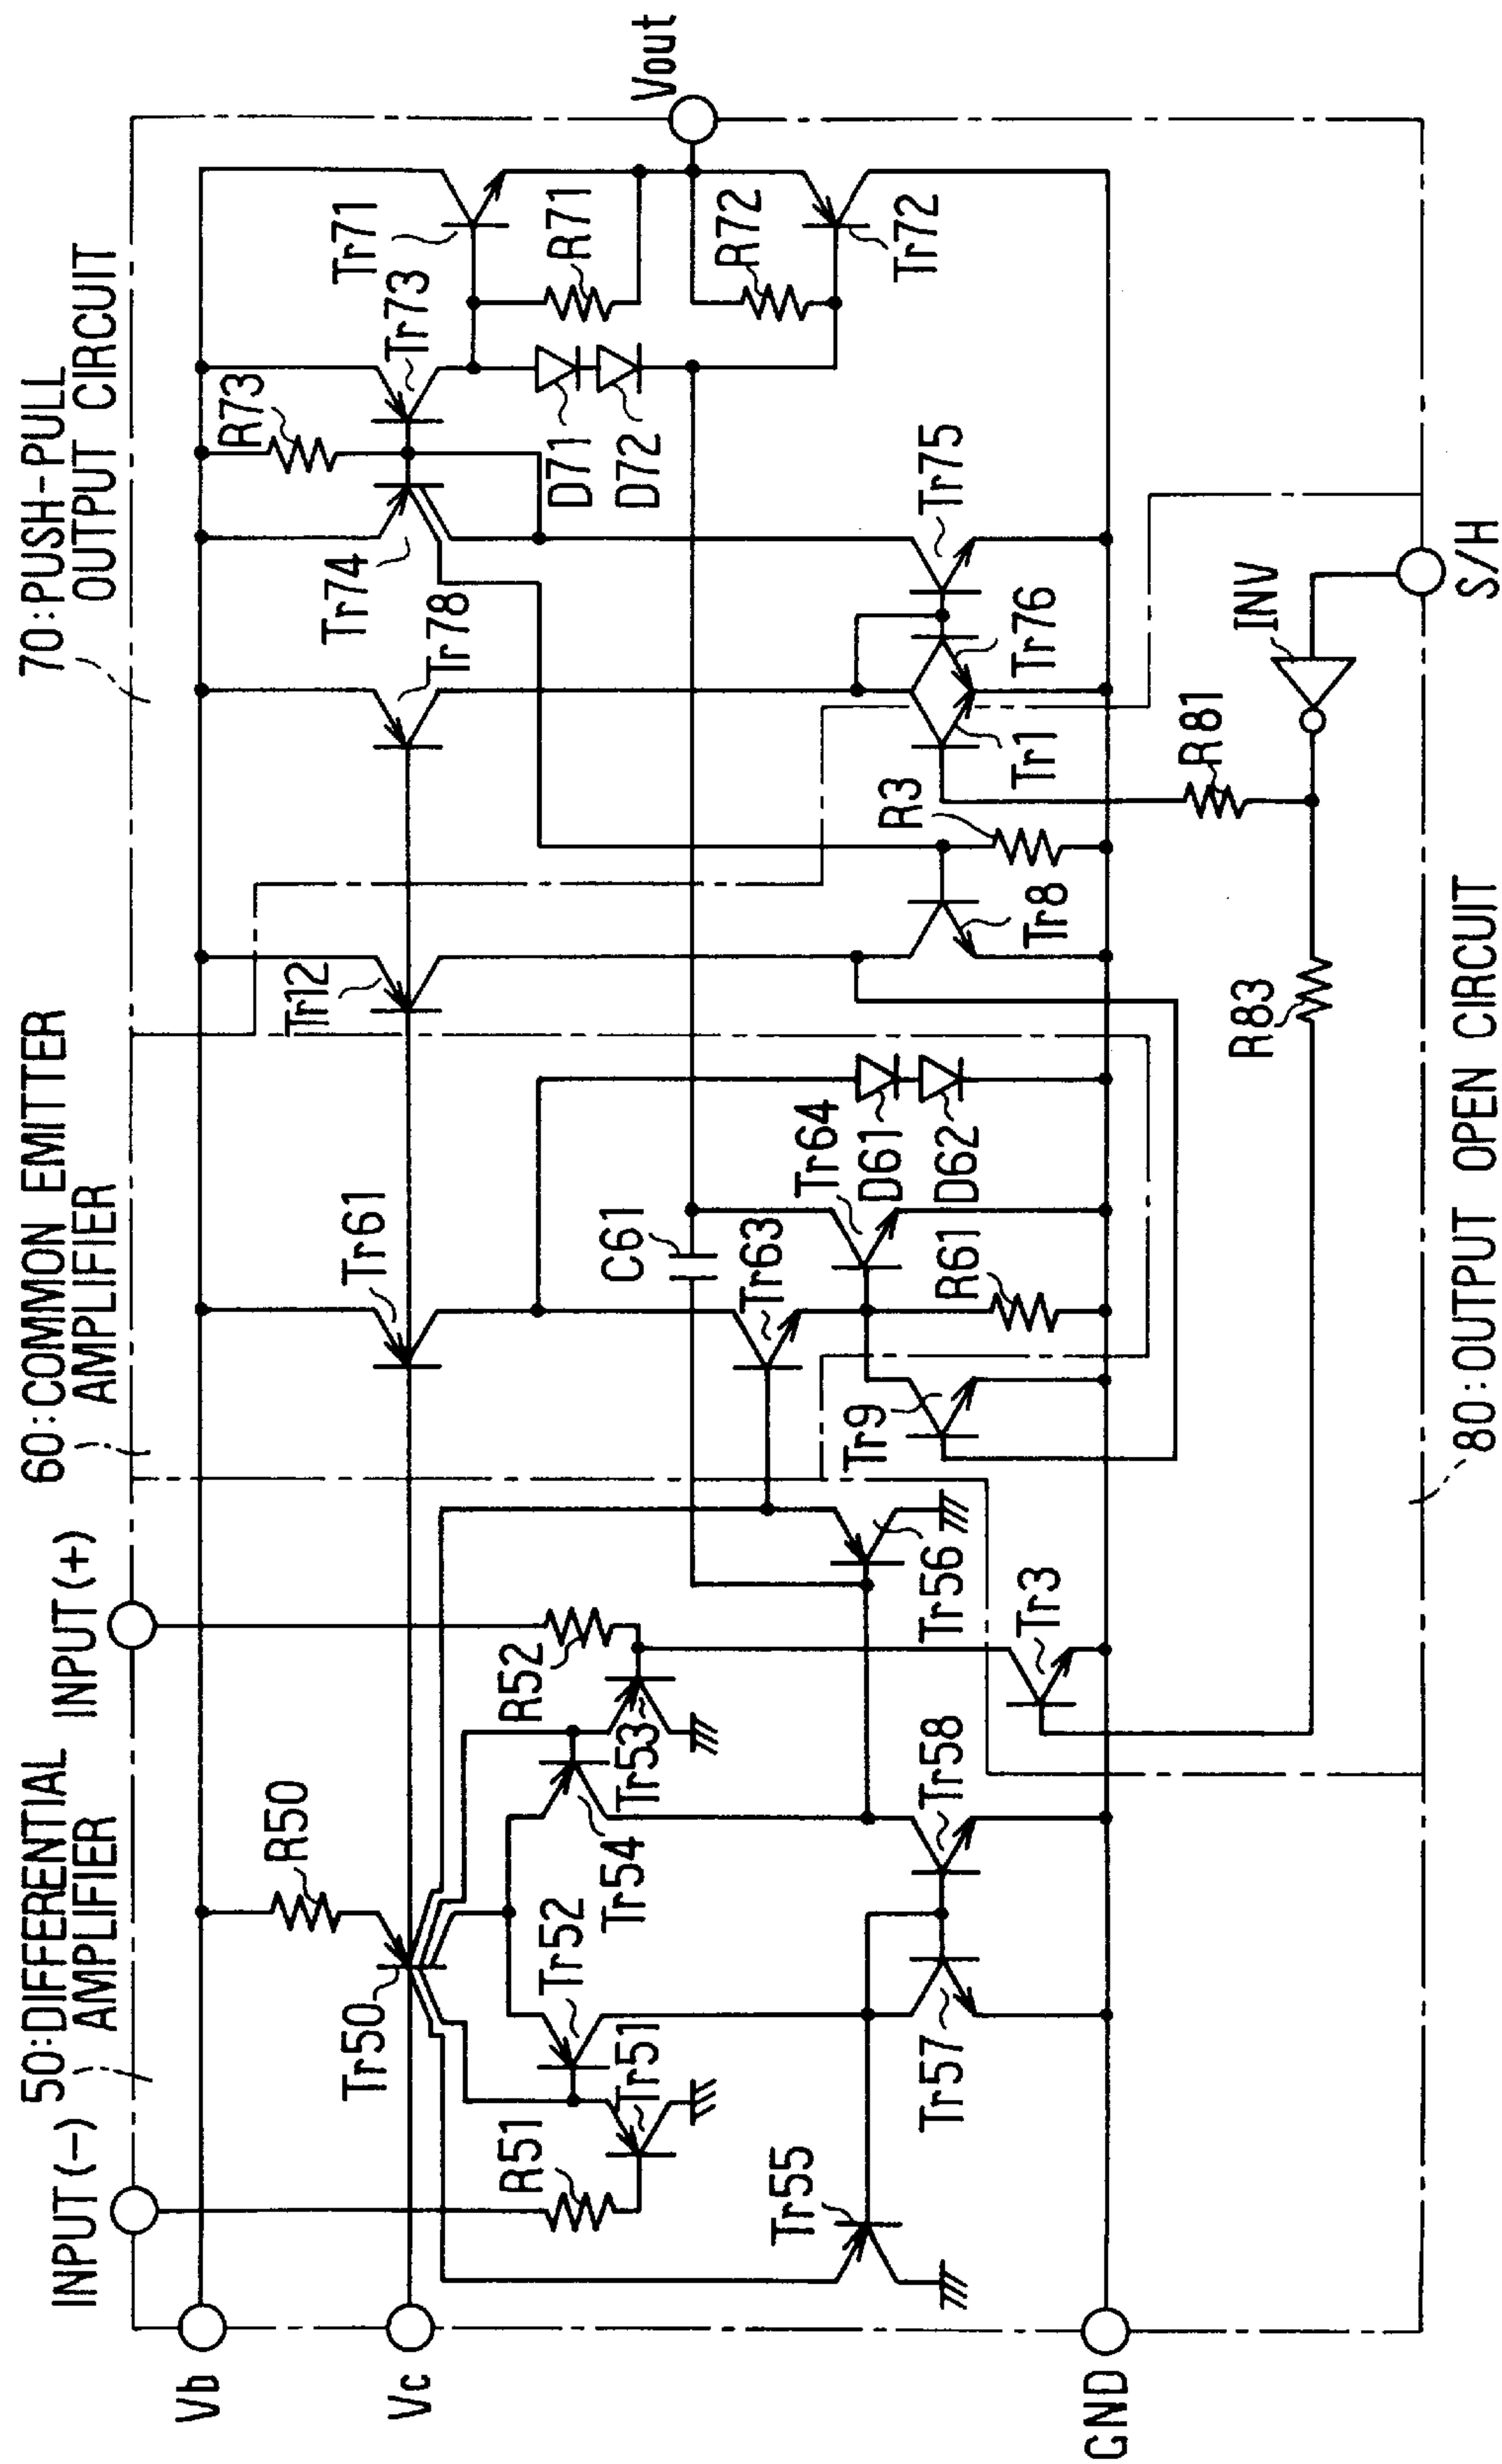 INPUT(-)
50:DIFFERENTIAL
AMPLIFIER
INPUT(+)
60:COMMON EMITTER
AMPLIFIER
70:PUSH-PULL
OUTPUT CIRCUIT
Vb
Vc
GND
Vout
S/H
R50
Tr50
R51
Tr51
Tr52
Tr54
Tr53
R52
Tr55
Tr57
Tr58
Tr56
Tr3
Tr9
Tr61
C61
Tr63
Tr64
R61
D61
D62
Tr12
Tr8
R3
Tr1
Tr76
Tr75
Tr78
Tr74
R73
Tr73
D71
D72
Tr71
R71
R72
Tr72
R81
INV
R83
80:OUTPUT OPEN CIRCUIT